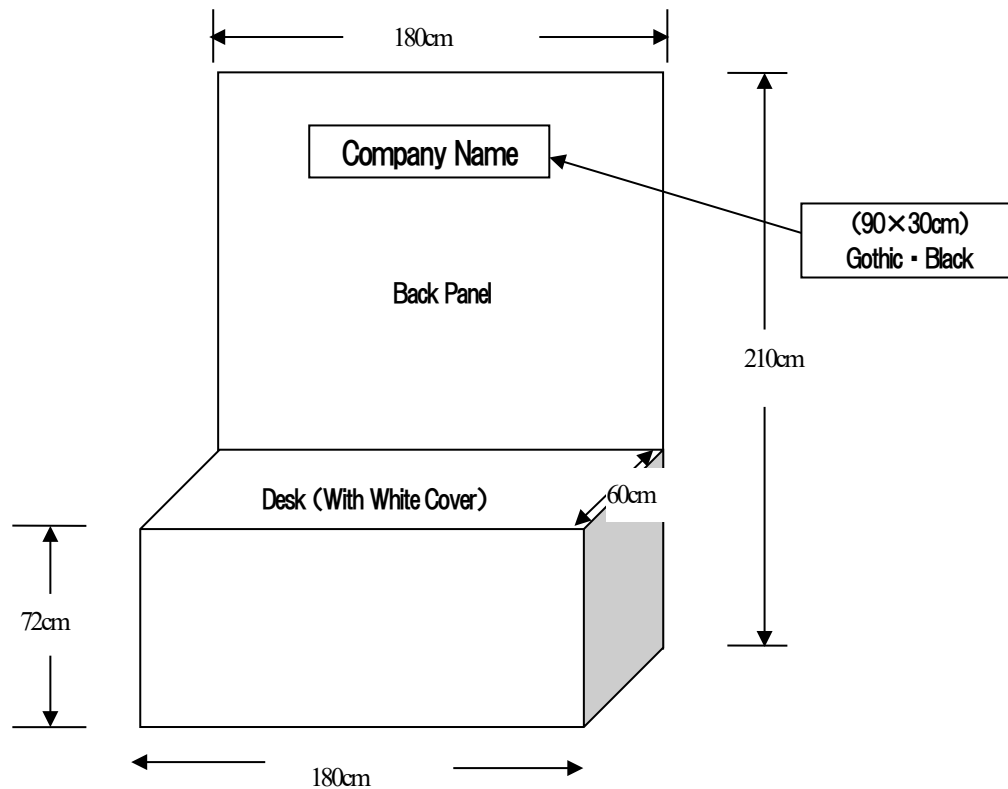 180cm
Company Name
(90×30cm)
Gothic・Black
Back Panel
210cm
Desk (With White Cover)
60cm
72cm
180cm